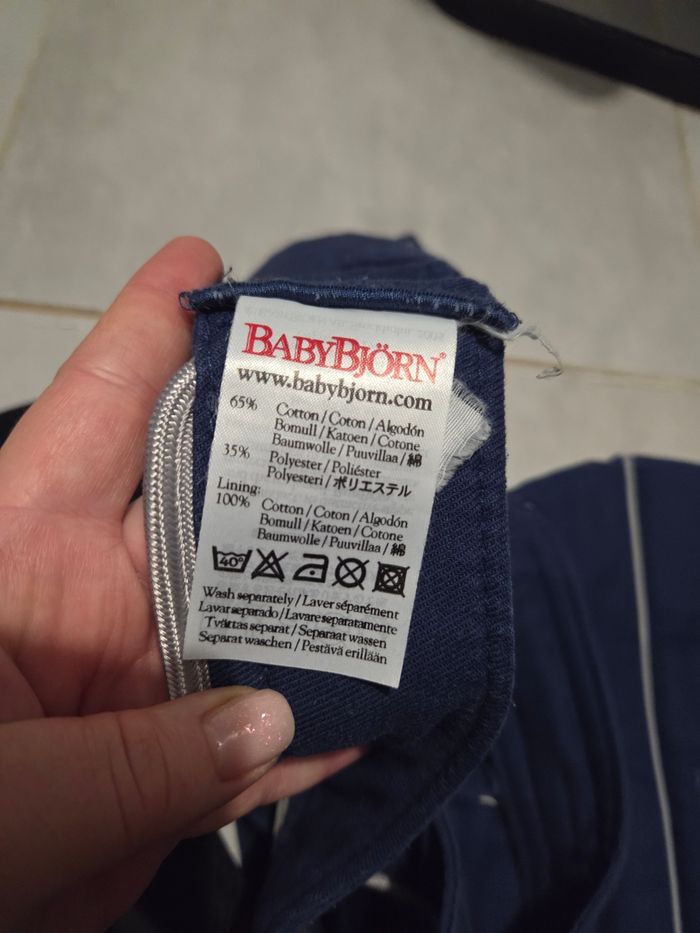 BABYBJÖRN®
www.babybjorn.com
65% Cotton/Coton/Algodón
Bomull/Katoen/Cotone
Baumwolle/Puuvillaa/綿
35% Polyester/Poliéster
Polyesteri/ポリエステル
Lining:
100% Cotton/Coton/Algodón
Bomull/Katoen/Cotone
Baumwolle/Puuvillaa/綿
40°
Wash separately/Laver séparément
Lavar separado/Lavare separatamente
Tvättas separat/Separaat wassen
Separat waschen/Pestävä erillään